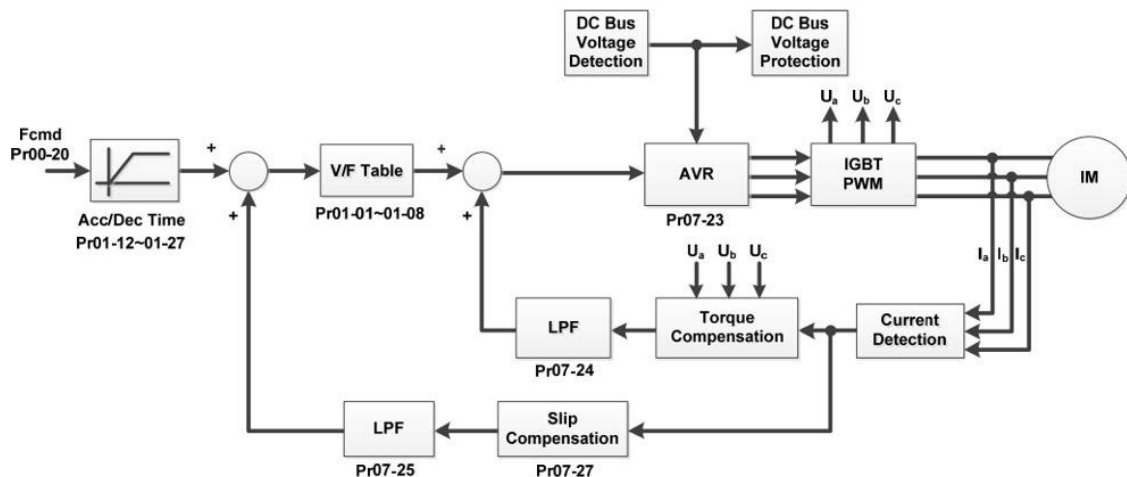 DC Bus
Voltage
Detection
DC Bus
Voltage
Protection
Ua
Ub
Uc
Fcmd
Pr00-20
+
+
V/F Table
+
+
AVR
IGBT
PWM
IM
Acc/Dec Time
Pr01-12~01-27
Pr01-01~01-08
Pr07-23
Ua
Ub
Uc
Ia
Ib
Ic
LPF
Torque
Compensation
Current
Detection
Pr07-24
LPF
Slip
Compensation
Pr07-25
Pr07-27